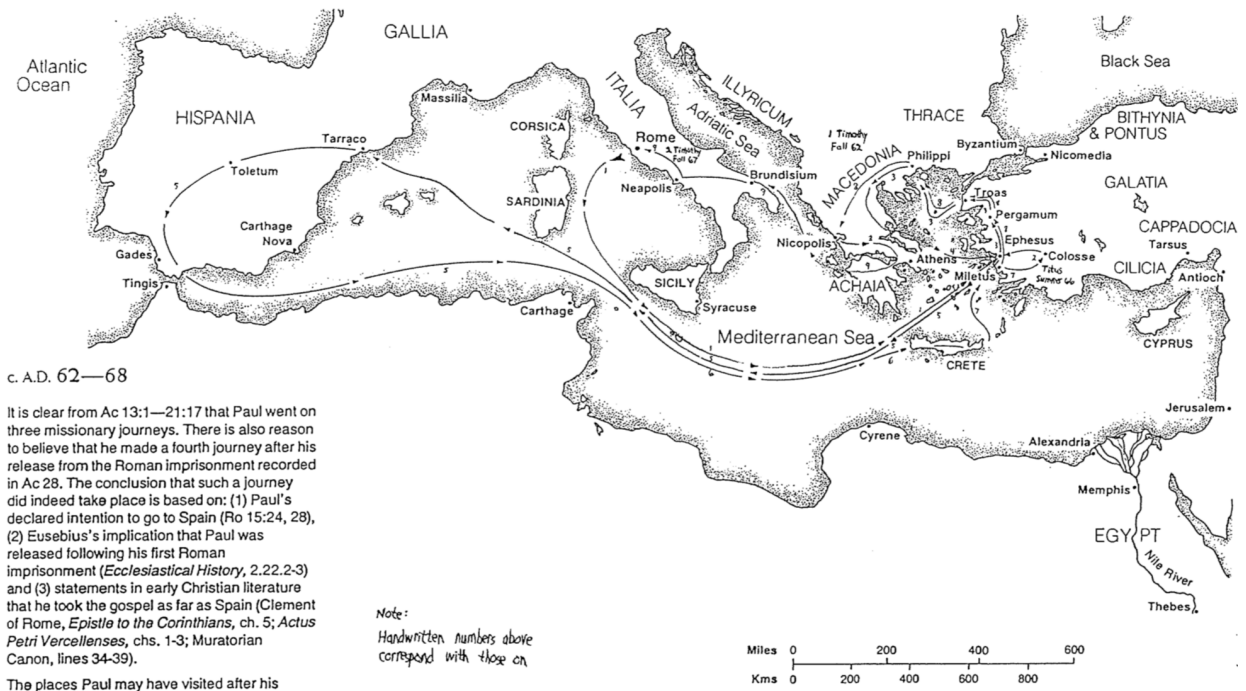 GALLIA
Atlantic
Ocean
Black Sea
ITALIA
ILLYRICUM
Massilia
HISPANIA
Adriatic Sea
THRACE
BITHYNIA
& PONTUS
CORSICA
Tarraco
Rome
1 Timothy
Fall 62
Byzantium
Nicomedia
2 Timothy
Fall 67
MACEDONIA
Philippi
Toletum
Neapolis
Brundisium
Troas
GALATIA
SARDINIA
Pergamum
CAPPADOCIA
Carthage
Nova
Nicopolis
Ephesus
Colosse
Tarsus
Gades
Athens
Titus
Summer 66
CILICIA
Tingis
SICILY
ACHAIA
Miletus
Antioch
Carthage
Syracuse
Mediterranean Sea
CRETE
CYPRUS
c. A.D. 62—68
Jerusalem
It is clear from Ac 13:1—21:17 that Paul went on
three missionary journeys. There is also reason
to believe that he made a fourth journey after his
release from the Roman imprisonment recorded
in Ac 28. The conclusion that such a journey
did indeed take place is based on: (1) Paul's
declared intention to go to Spain (Ro 15:24, 28),
(2) Eusebius's implication that Paul was
released following his first Roman
imprisonment (Ecclesiastical History, 2.22.2-3)
and (3) statements in early Christian literature
that he took the gospel as far as Spain (Clement
of Rome, Epistle to the Corinthians, ch. 5; Actus
Petri Vercellenses, chs. 1-3; Muratorian
Canon, lines 34-39).
The places Paul may have visited after his
Cyrene
Alexandria
Memphis
EGYPT
Nile River
Thebes
Note:
Handwritten numbers above
correspond with those on
Miles 0 200 400 600
Kms 0 200 400 600 800